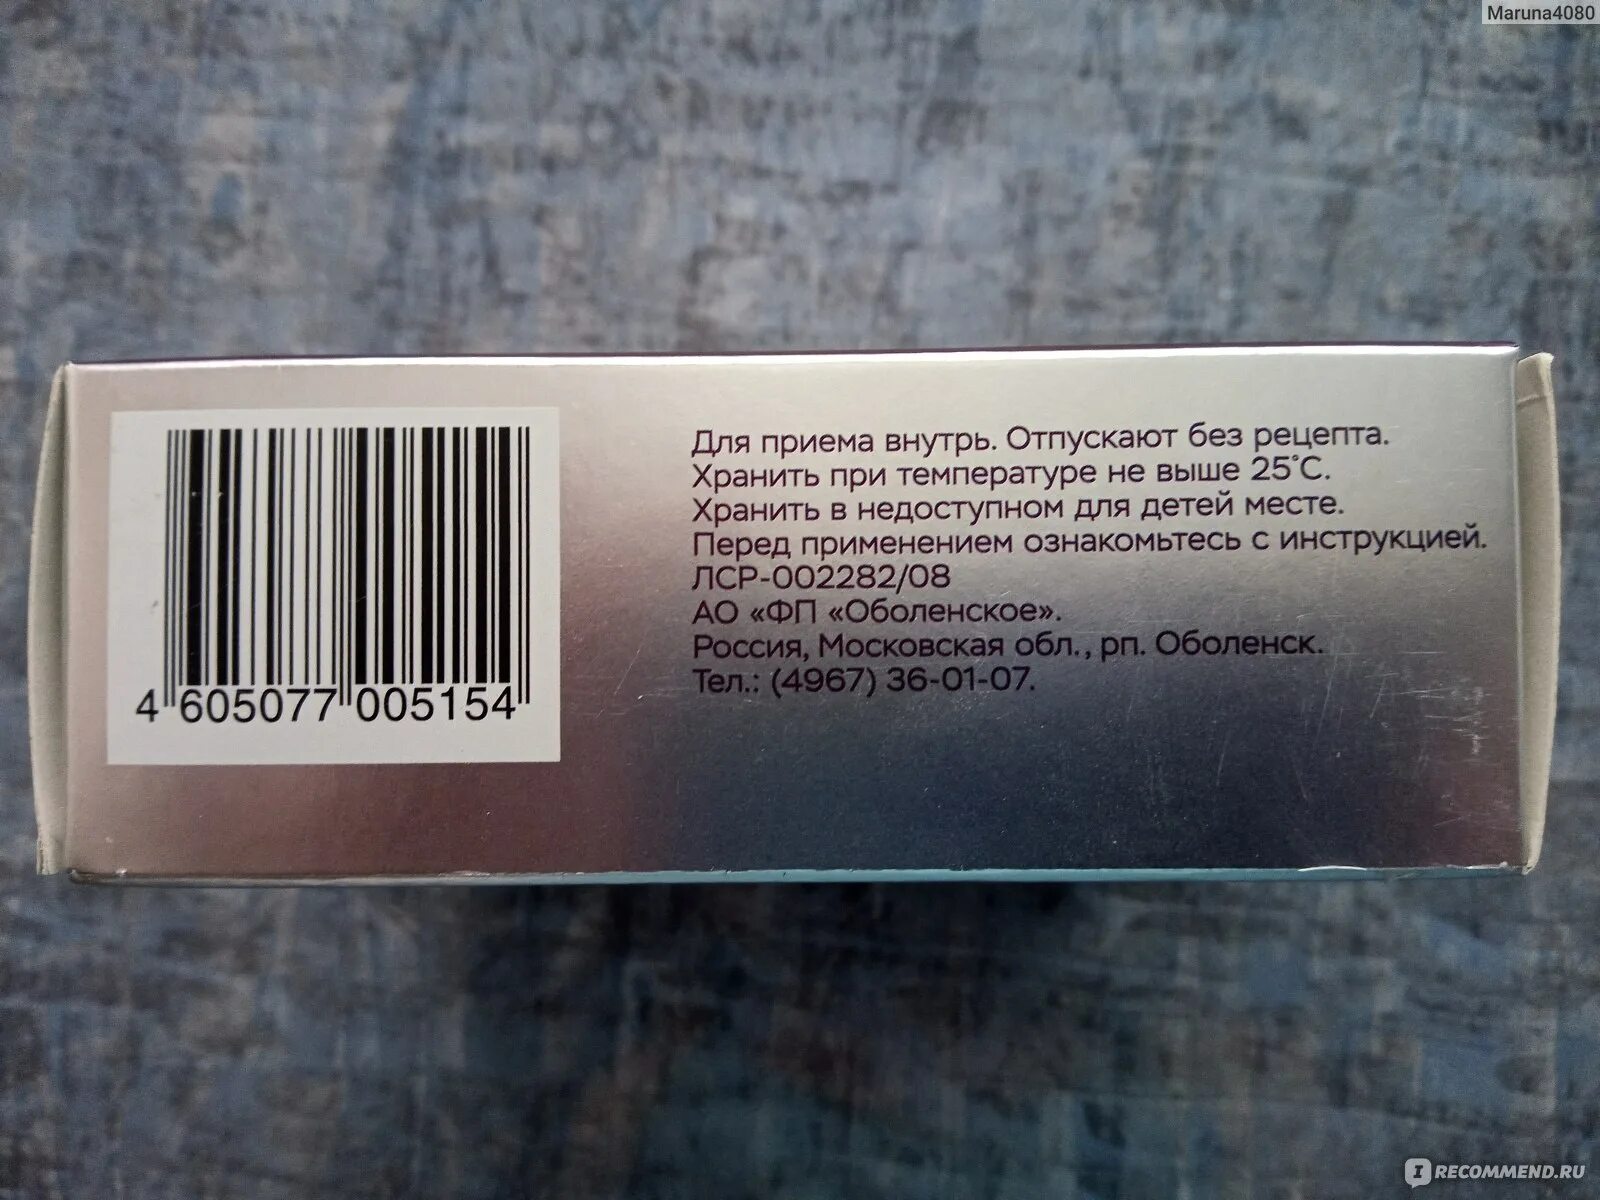 Maruna4080
Для приема внутрь. Отпускают без рецепта.
Хранить при температуре не выше 25°C.
Хранить в недоступном для детей месте.
Перед применением ознакомьтесь с инструкцией.
ЛСР-002282/08
АО «ФП «Оболенское».
Россия, Московская обл., рп. Оболенск.
Тел.: (4967) 36-01-07.
4 605077 005154
IRECOMMEND.RU